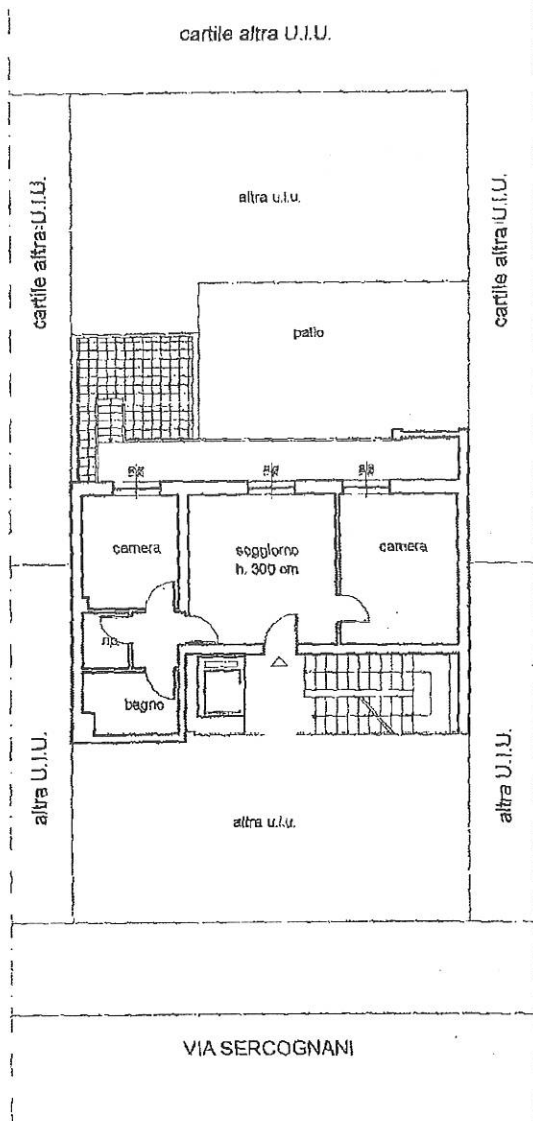 cartile altra U.I.U.
cartile altra U.I.U.
cartile altra U.I.U.
altra u.i.u.
patio
camera
soggiorno
h. 300 cm
camera
rip.
bagno
altra U.I.U.
altra U.I.U.
altra u.i.u.
VIA SERCOGNANI